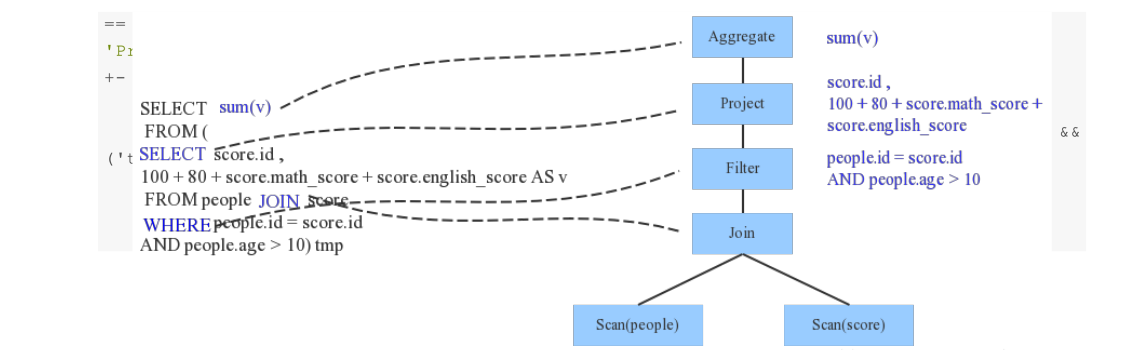 ==
'Pr
+-
('t
SELECT sum(v)
FROM (
SELECT score.id ,
100 + 80 + score.math_score + score.english_score AS v
FROM people JOIN score
WHERE people.id = score.id
AND people.age > 10) tmp
Aggregate
sum(v)
Project
score.id ,
100 + 80 + score.math_score +
score.english_score
Filter
people.id = score.id
AND people.age > 10
Join
Scan(people)
Scan(score)
&&